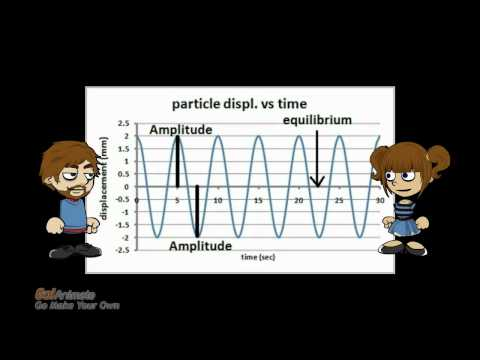 particle displ. vs time
equilibrium
Amplitude
displacement (mm)
2.5
2
1.5
1
0.5
0
-0.5
-1
-1.5
-2
-2.5
0
5
10
15
20
25
30
Amplitude
time (sec)
GoAnimate
Go Make Your Own